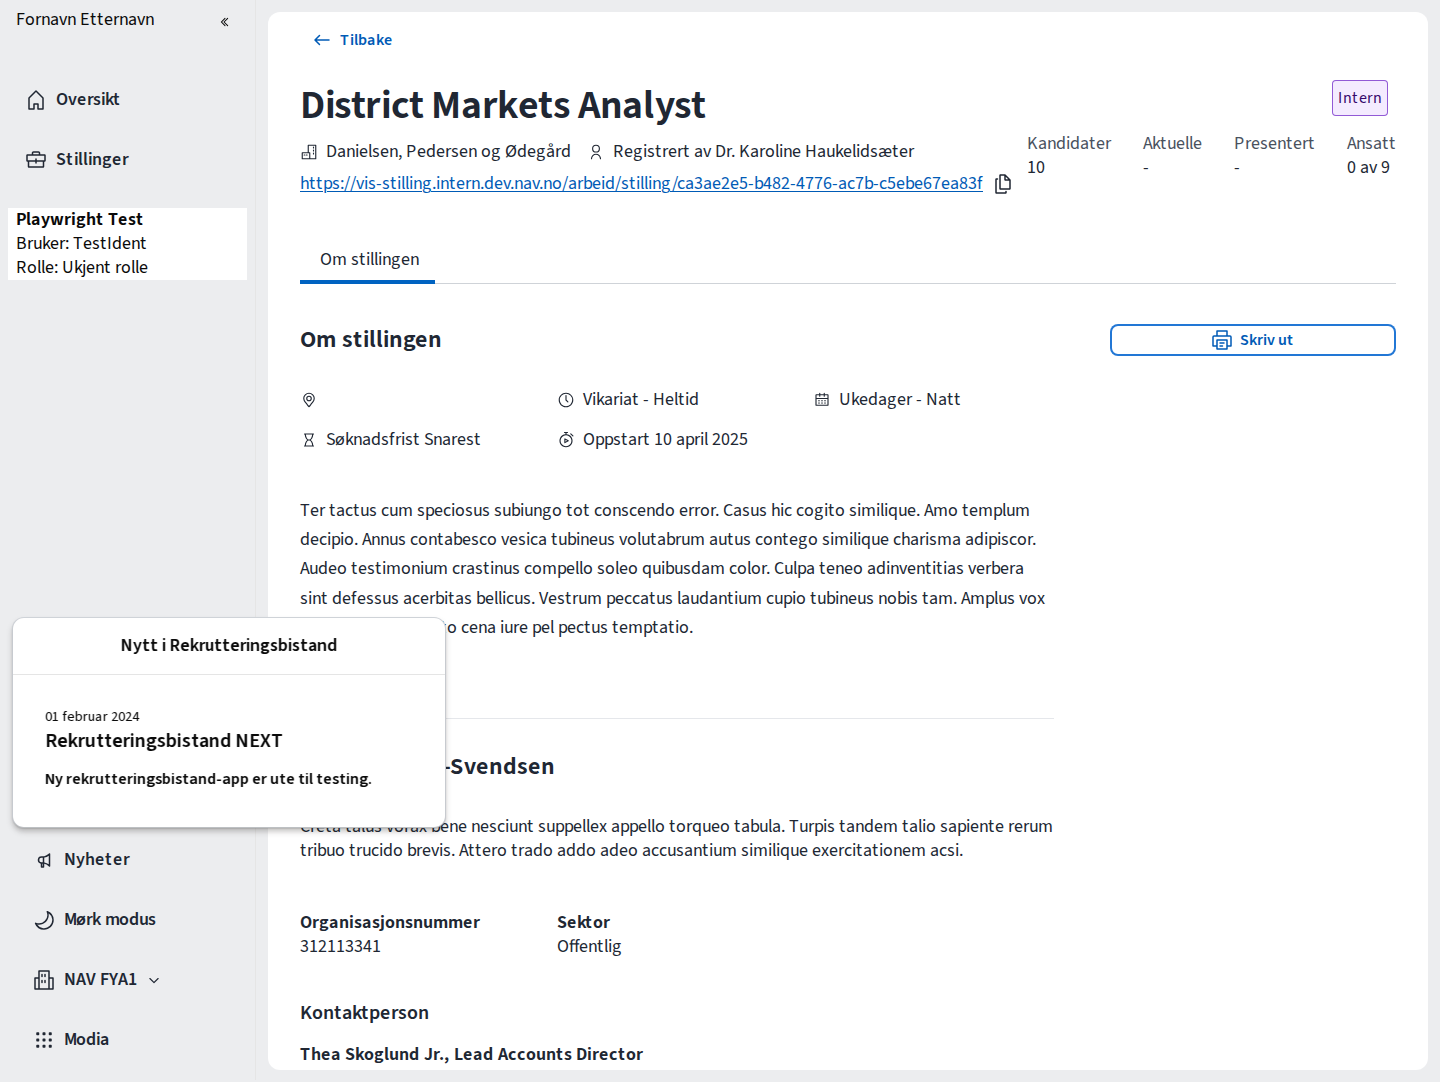 Fornavn Etternavn
Oversikt
Stillinger
Playwright Test
Bruker: TestIdent
Rolle: Ukjent rolle
Tilbake
District Markets Analyst
Intern
Danielsen, Pedersen og Ødegård
Registrert av Dr. Karoline Haukelidsæter
https://vis-stilling.intern.dev.nav.no/arbeid/stilling/ca3ae2e5-b482-4776-ac7b-c5ebe67ea83f
Kandidater
10
Aktuelle
-
Presentert
-
Ansatt
0 av 9
Om stillingen
Om stillingen
Skriv ut
Vikariat - Heltid
Ukedager - Natt
Søknadsfrist Snarest
Oppstart 10 april 2025
Ter tactus cum speciosus subiungo tot conscendo error. Casus hic cogito similique. Amo templum
decipio. Annus contabesco vesica tubineus volutabrum autus contego similique charisma adipiscor.
Audeo testimonium crastinus compello soleo quibusdam color. Culpa teneo adinventitias verbera
sint defessus acerbitas bellicus. Vestrum peccatus laudantium cupio tubineus nobis tam. Amplus vox
cena iure pel pectus temptatio.
-Svendsen
Creta talus vorax bene nesciunt suppellex appello torqueo tabula. Turpis tandem talio sapiente rerum
tribuo trucido brevis. Attero trado addo adeo accusantium similique exercitationem acsi.
Organisasjonsnummer
312113341
Sektor
Offentlig
Kontaktperson
Thea Skoglund Jr., Lead Accounts Director
Nytt i Rekrutteringsbistand
01 februar 2024
Rekrutteringsbistand NEXT
Ny rekrutteringsbistand-app er ute til testing.
Nyheter
Mørk modus
NAV FYA1
Modia